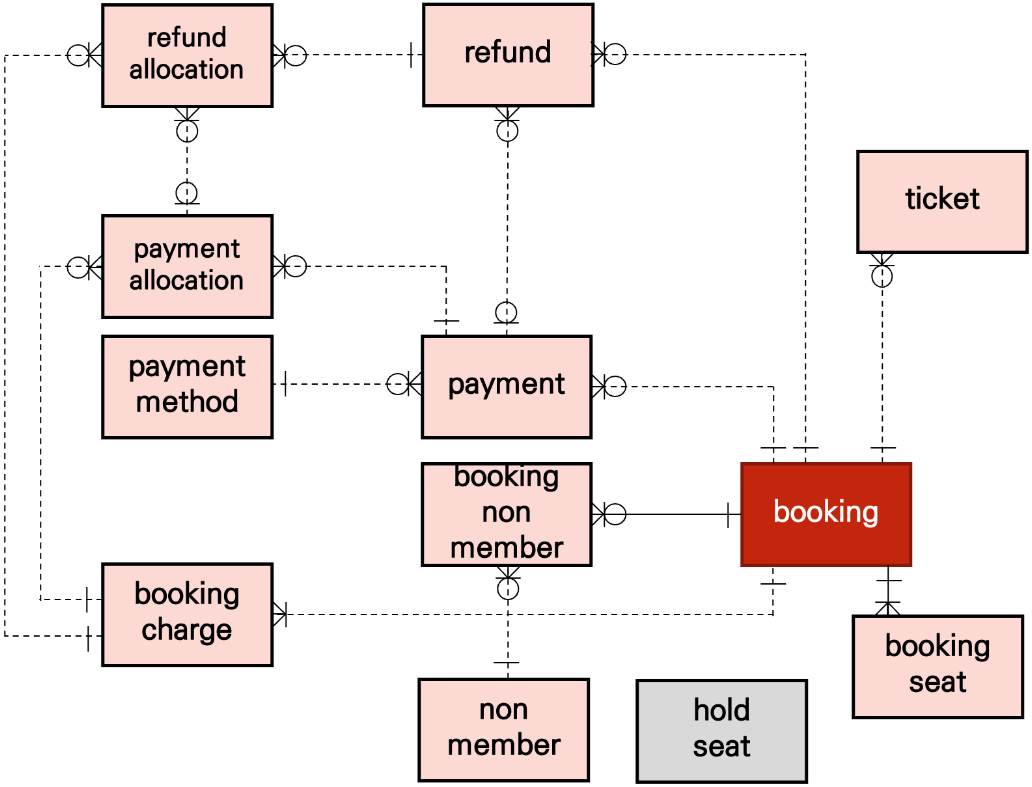 refund
allocation
refund
ticket
payment
allocation
payment
method
payment
booking
non
member
booking
booking
charge
booking
seat
non
member
hold
seat